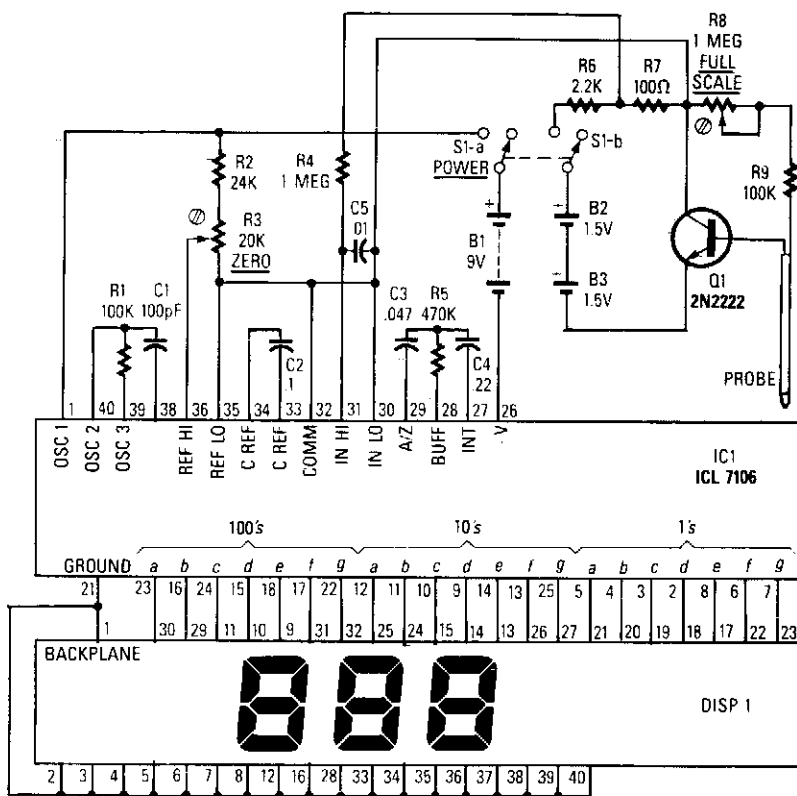 R8
1 MEG
FULL
SCALE
R6
2.2K
R7
100Ω
S1-a
POWER
S1-b
R2
24K
R4
1 MEG
R9
100K
C5
.01
R3
20K
ZERO
B1
9V
B2
1.5V
B3
1.5V
Q1
2N2222
R1
100K
C1
100pF
C3
.047
R5
470K
C2
.1
C4
.22
PROBE
1 40 39 38 36 35 34 33 32 31 30 29 28 27 26
OSC 1
OSC 2
OSC 3
REF HI
REF LO
C REF
C REF
COMM
IN HI
IN LO
A/Z
BUFF
INT
V
IC1
ICL 7106
100's 10's 1's
GROUND a b c d e f g a b c d e f g a b c d e f g
21 23 16 24 15 18 17 22 12 11 10 9 14 13 25 5 4 3 2 8 6 7
1 30 29 11 10 9 31 32 25 24 15 14 13 26 27 21 20 19 18 17 22 23
BACKPLANE
888
DISP 1
2 3 4 5 6 7 8 12 16 28 33 34 35 36 37 38 39 40